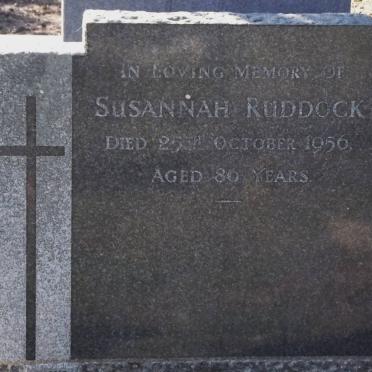 IN LOVING MEMORY OF
SUSANNAH RUDDOCK
DIED 25TH OCTOBER 1956,
AGED 80 YEARS.